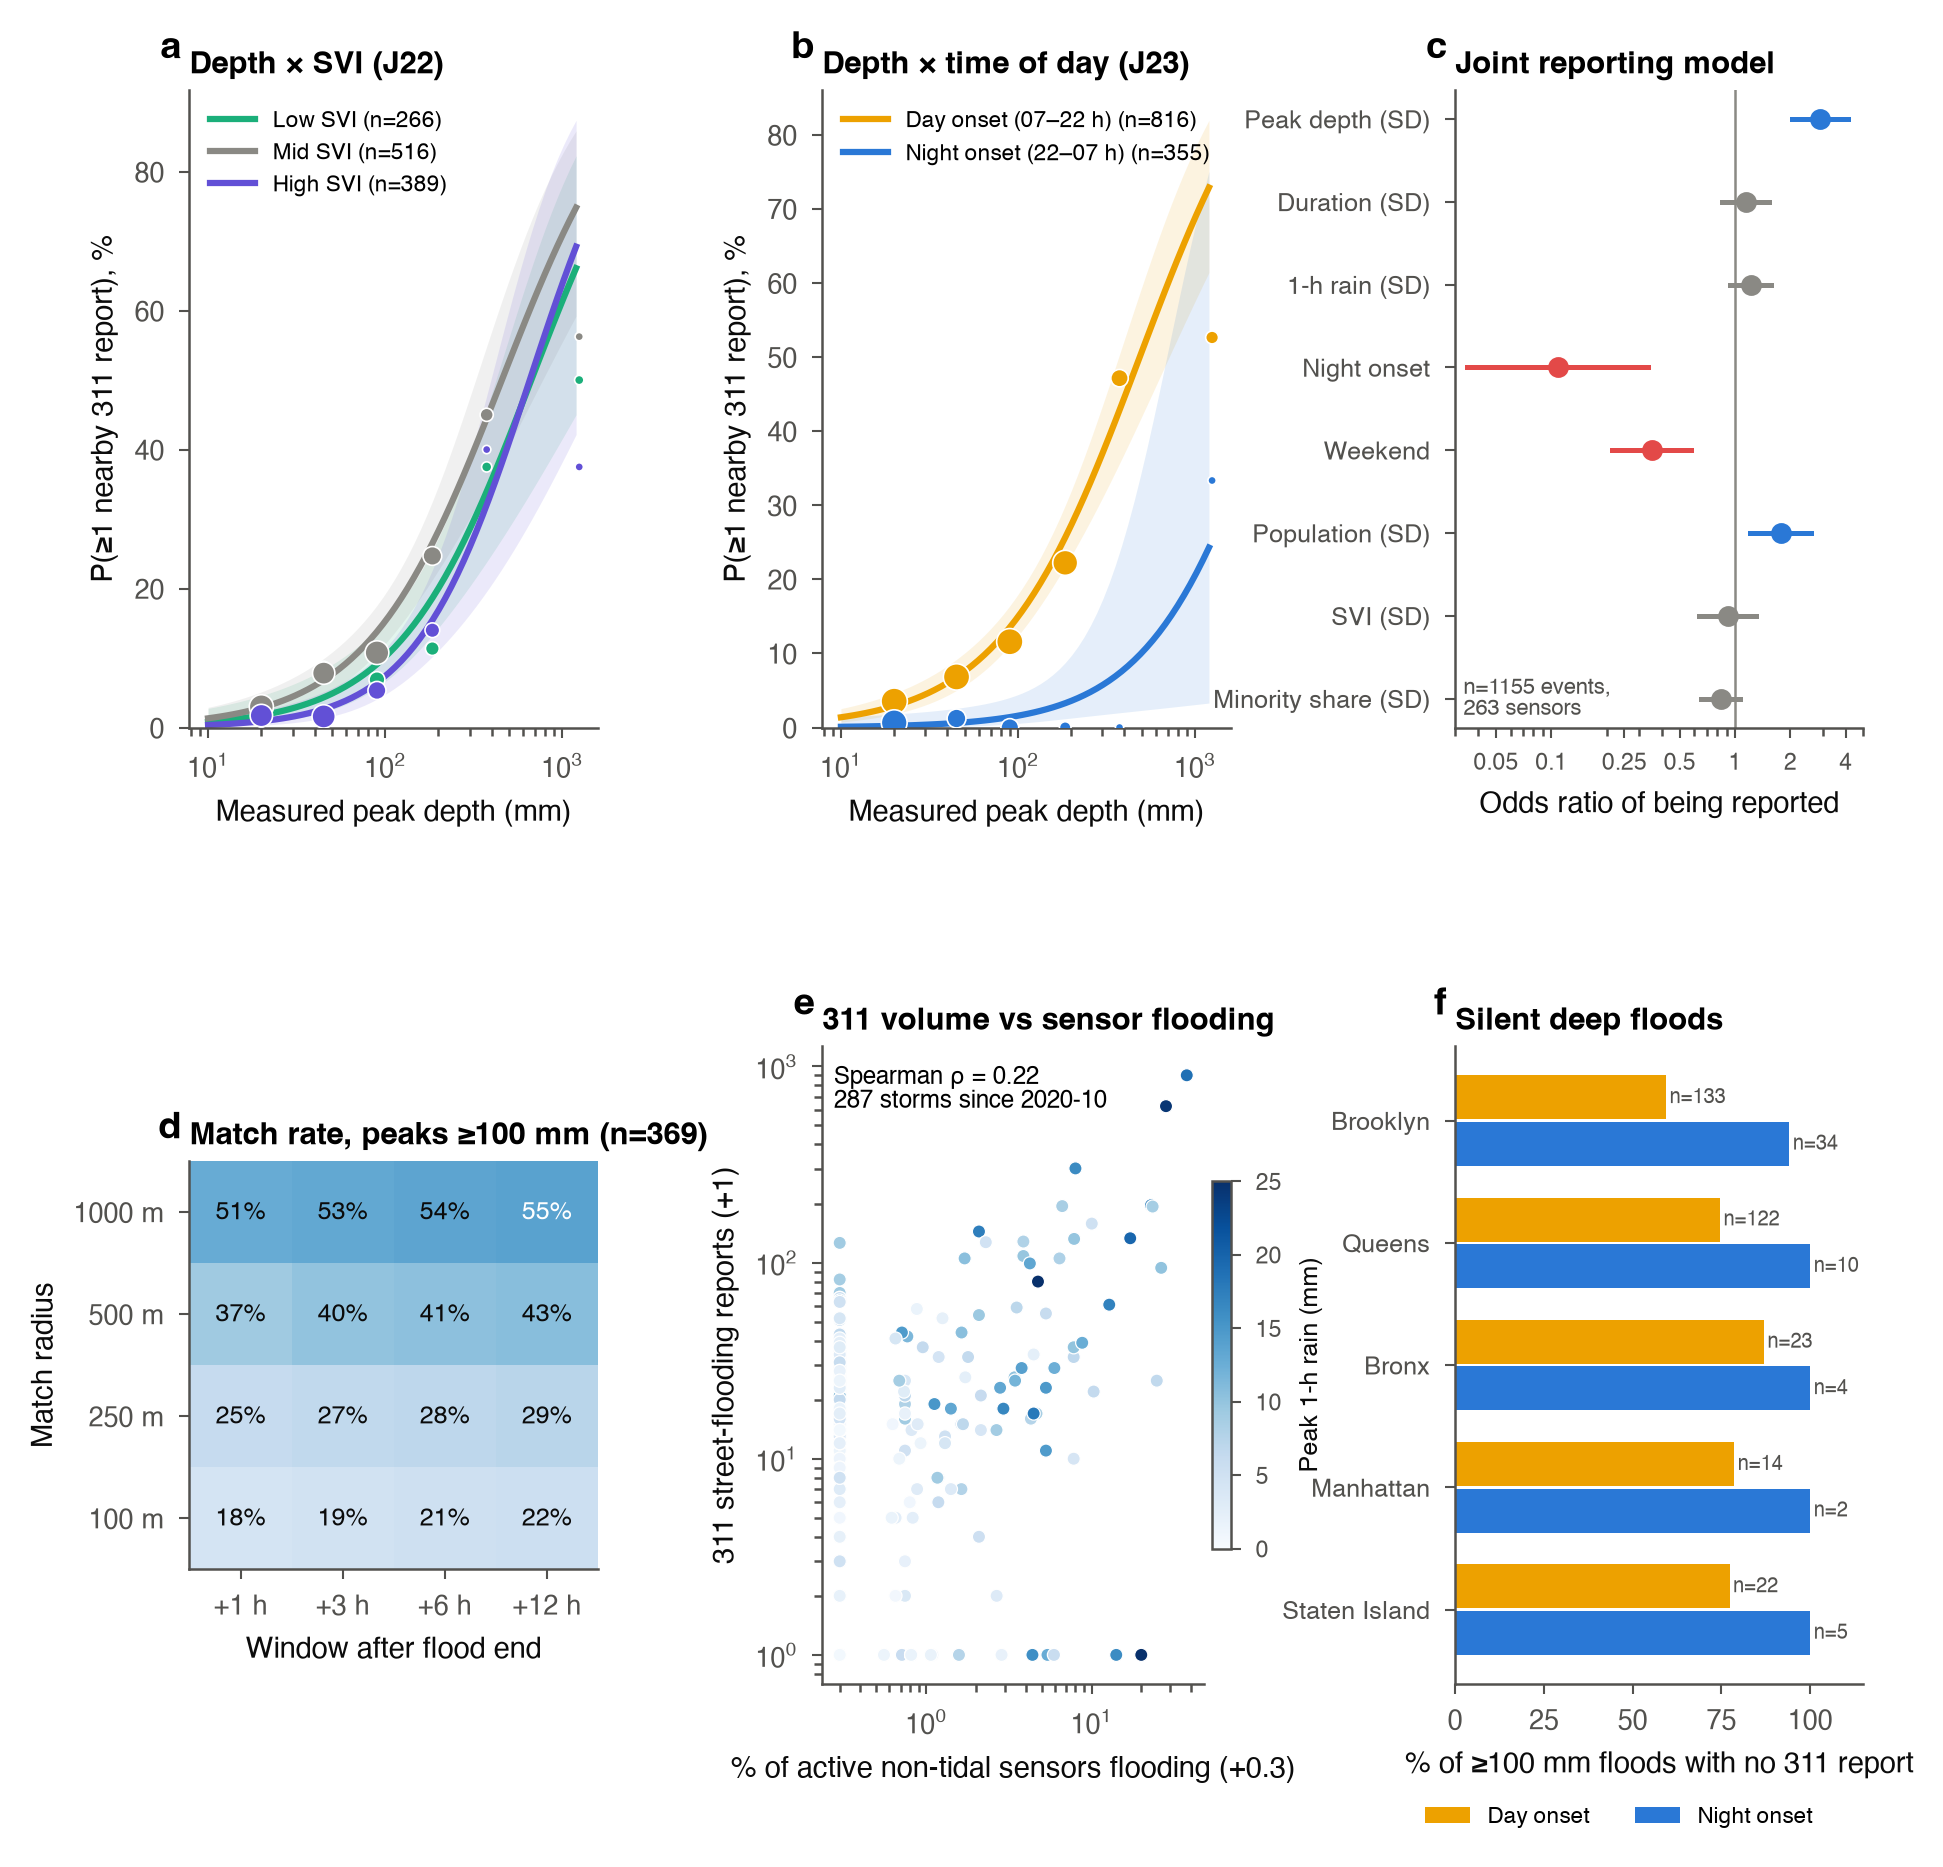 a
Depth × SVI (J22)
Low SVI (n=266)
Mid SVI (n=516)
High SVI (n=389)
80
60
40
20
0
P(≥1 nearby 311 report), %
10¹
10²
10³
Measured peak depth (mm)
b
Depth × time of day (J23)
Day onset (07–22 h) (n=816)
Night onset (22–07 h) (n=355)
80
70
60
50
40
30
20
10
0
P(≥1 nearby 311 report), %
10¹
10²
10³
Measured peak depth (mm)
c
Joint reporting model
Peak depth (SD)
Duration (SD)
1-h rain (SD)
Night onset
Weekend
Population (SD)
SVI (SD)
Minority share (SD)
n=1155 events,
263 sensors
0.05
0.1
0.25
0.5
1
2
4
Odds ratio of being reported
d
Match rate, peaks ≥100 mm (n=369)
Match radius
1000 m
51%
53%
54%
55%
500 m
37%
40%
41%
43%
250 m
25%
27%
28%
29%
100 m
18%
19%
21%
22%
+1 h
+3 h
+6 h
+12 h
Window after flood end
e
311 volume vs sensor flooding
Spearman ρ = 0.22
287 storms since 2020-10
10³
10²
10¹
10⁰
311 street-flooding reports (+1)
10⁰
10¹
% of active non-tidal sensors flooding (+0.3)
25
20
15
10
5
0
Peak 1-h rain (mm)
f
Silent deep floods
Brooklyn
n=133
n=34
Queens
n=122
n=10
Bronx
n=23
n=4
Manhattan
n=14
n=2
Staten Island
n=22
n=5
0
25
50
75
100
% of ≥100 mm floods with no 311 report
Day onset
Night onset